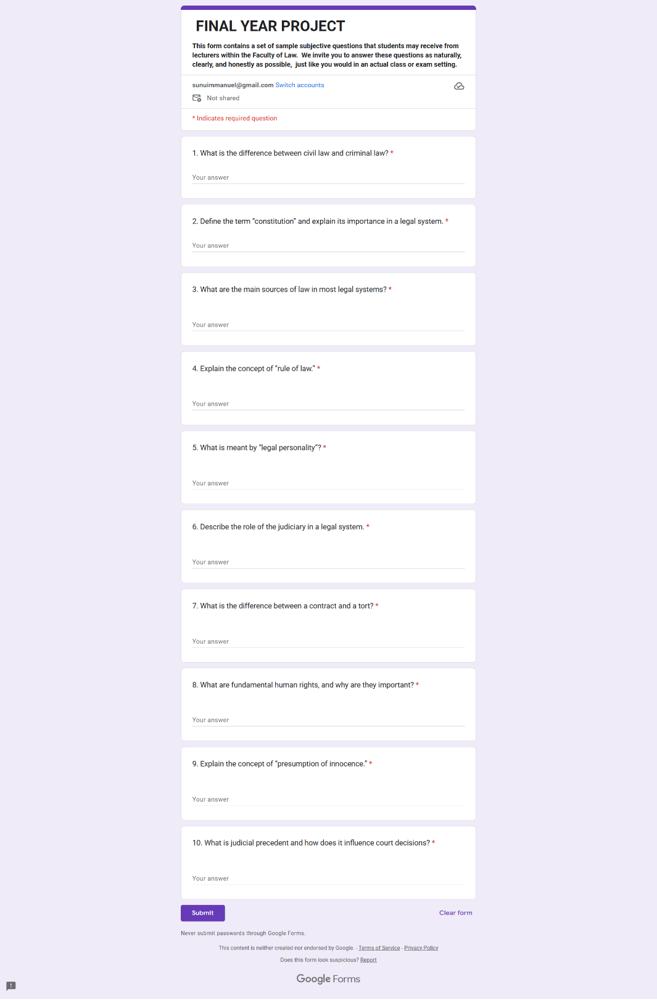 FINAL YEAR PROJECT
This form contains a set of sample subjective questions that students may receive from
lecturers within the Faculty of Law.  We invite you to answer these questions as naturally,
clearly, and honestly as possible,  just like you would in an actual class or exam setting.
sunuimmanuel@gmail.com Switch accounts
Not shared
* Indicates required question
1. What is the difference between civil law and criminal law? *
Your answer
2. Define the term “constitution” and explain its importance in a legal system. *
Your answer
3. What are the main sources of law in most legal systems? *
Your answer
4. Explain the concept of “rule of law.” *
Your answer
5. What is meant by “legal personality”? *
Your answer
6. Describe the role of the judiciary in a legal system. *
Your answer
7. What is the difference between a contract and a tort? *
Your answer
8. What are fundamental human rights, and why are they important? *
Your answer
9. Explain the concept of “presumption of innocence.” *
Your answer
10. What is judicial precedent and how does it influence court decisions? *
Your answer
Submit
Clear form
Never submit passwords through Google Forms.
This content is neither created nor endorsed by Google. - Terms of Service - Privacy Policy
Does this form look suspicious? Report
Google Forms